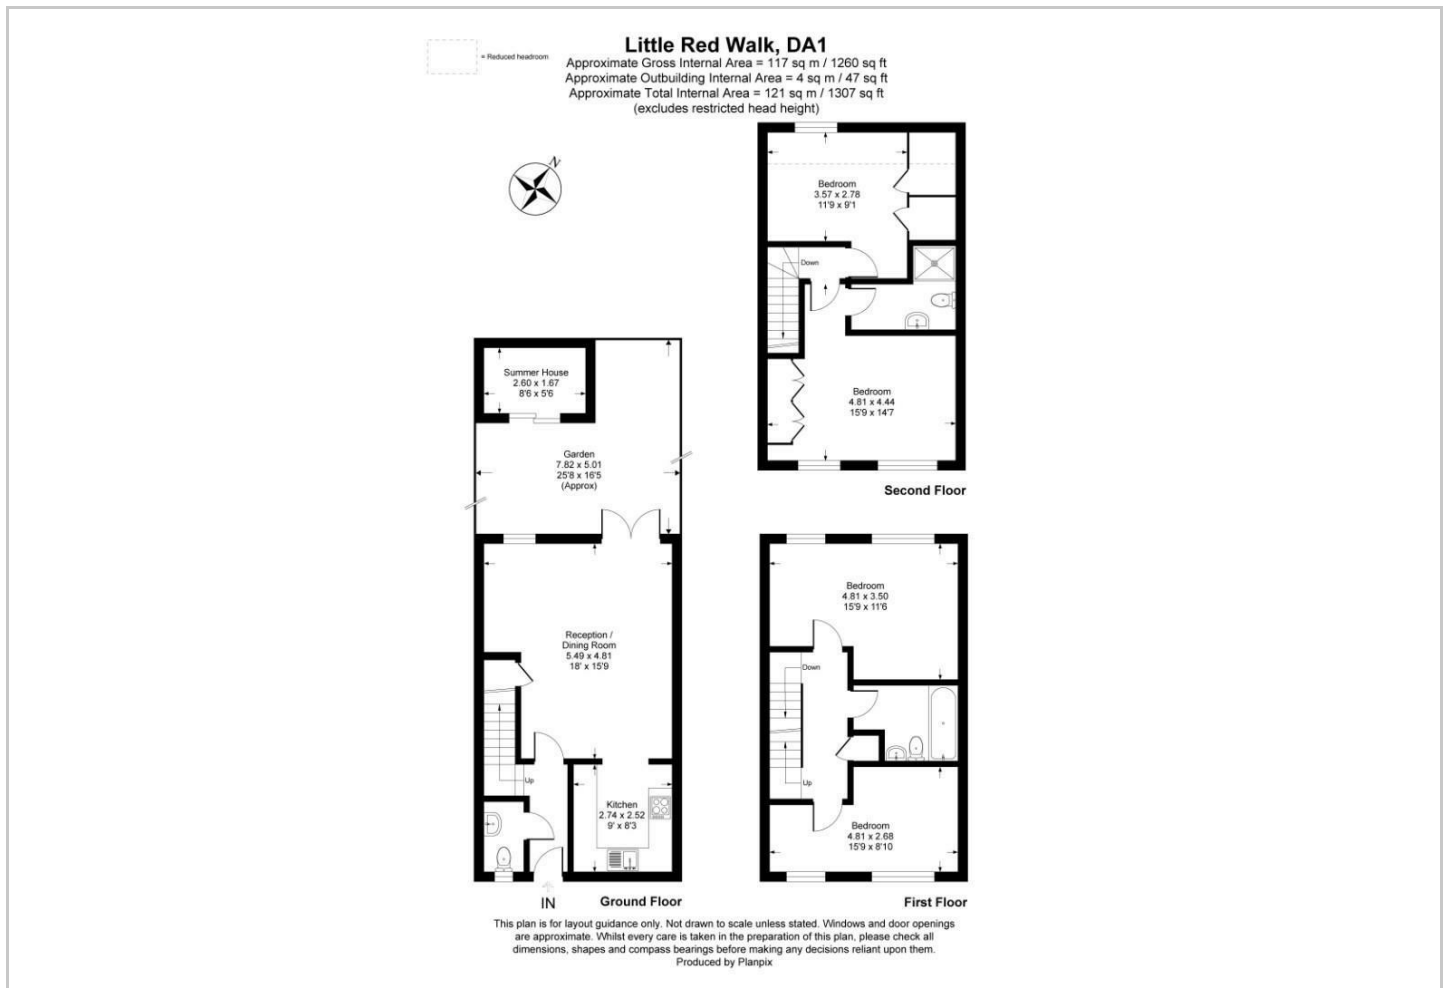 Little Red Walk, DA1
Approximate Gross Internal Area = 117 sq m / 1260 sq ft
Approximate Outbuilding Internal Area = 4 sq m / 47 sq ft
Approximate Total Internal Area = 121 sq m / 1307 sq ft
(excludes restricted head height)
= Reduced headroom
N
Bedroom
3.57 x 2.78
11'9 x 9'1
Down
Bedroom
4.81 x 4.44
15'9 x 14'7
Second Floor
Summer House
2.60 x 1.67
8'6 x 5'6
Garden
7.82 x 5.01
25'8 x 16'5
(Approx)
Reception /
Dining Room
5.49 x 4.81
18' x 15'9
Up
Kitchen
2.74 x 2.52
9' x 8'3
IN
Ground Floor
Bedroom
4.81 x 3.50
15'9 x 11'6
Down
Up
Bedroom
4.81 x 2.68
15'9 x 8'10
First Floor
This plan is for layout guidance only. Not drawn to scale unless stated. Windows and door openings
are approximate. Whilst every care is taken in the preparation of this plan, please check all
dimensions, shapes and compass bearings before making any decisions reliant upon them.
Produced by Planpix